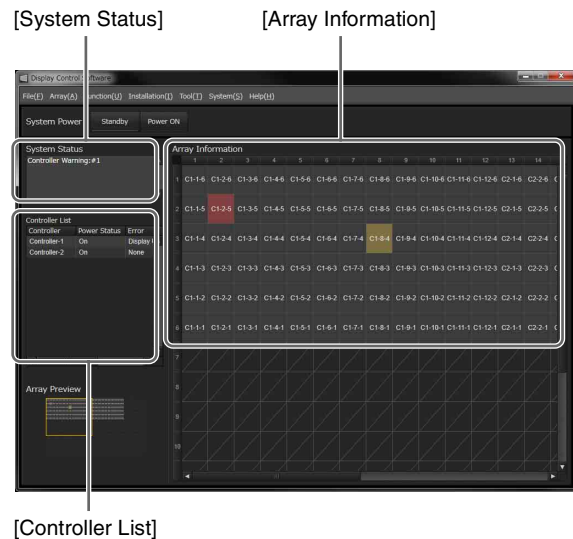 [System Status]
[Array Information]
Display Control Software
File(F) Array(A) Function(U) Installation(I) Tool(T) System(S) Help(H)
System Power Standby Power ON
System Status
Controller Warning:#1
Array Information
1 2 3 4 5 6 7 8 9 10 11 12 13 14
1 C1-1-6 C1-2-6 C1-3-6 C1-4-6 C1-5-6 C1-6-6 C1-7-6 C1-8-6 C1-9-6 C1-10-6 C1-11-6 C1-12-6 C2-1-6 C2-2-6
2 C1-1-5 C1-2-5 C1-3-5 C1-4-5 C1-5-5 C1-6-5 C1-7-5 C1-8-5 C1-9-5 C1-10-5 C1-11-5 C1-12-5 C2-1-5 C2-2-5
3 C1-1-4 C1-2-4 C1-3-4 C1-4-4 C1-5-4 C1-6-4 C1-7-4 C1-8-4 C1-9-4 C1-10-4 C1-11-4 C1-12-4 C2-1-4 C2-2-4
4 C1-1-3 C1-2-3 C1-3-3 C1-4-3 C1-5-3 C1-6-3 C1-7-3 C1-8-3 C1-9-3 C1-10-3 C1-11-3 C1-12-3 C2-1-3 C2-2-3
5 C1-1-2 C1-2-2 C1-3-2 C1-4-2 C1-5-2 C1-6-2 C1-7-2 C1-8-2 C1-9-2 C1-10-2 C1-11-2 C1-12-2 C2-1-2 C2-2-2
6 C1-1-1 C1-2-1 C1-3-1 C1-4-1 C1-5-1 C1-6-1 C1-7-1 C1-8-1 C1-9-1 C1-10-1 C1-11-1 C1-12-1 C2-1-1 C2-2-1
7
8
9
10
Controller List
Controller Power Status Error
Controller-1 On Display
Controller-2 On None
Array Preview
[Controller List]